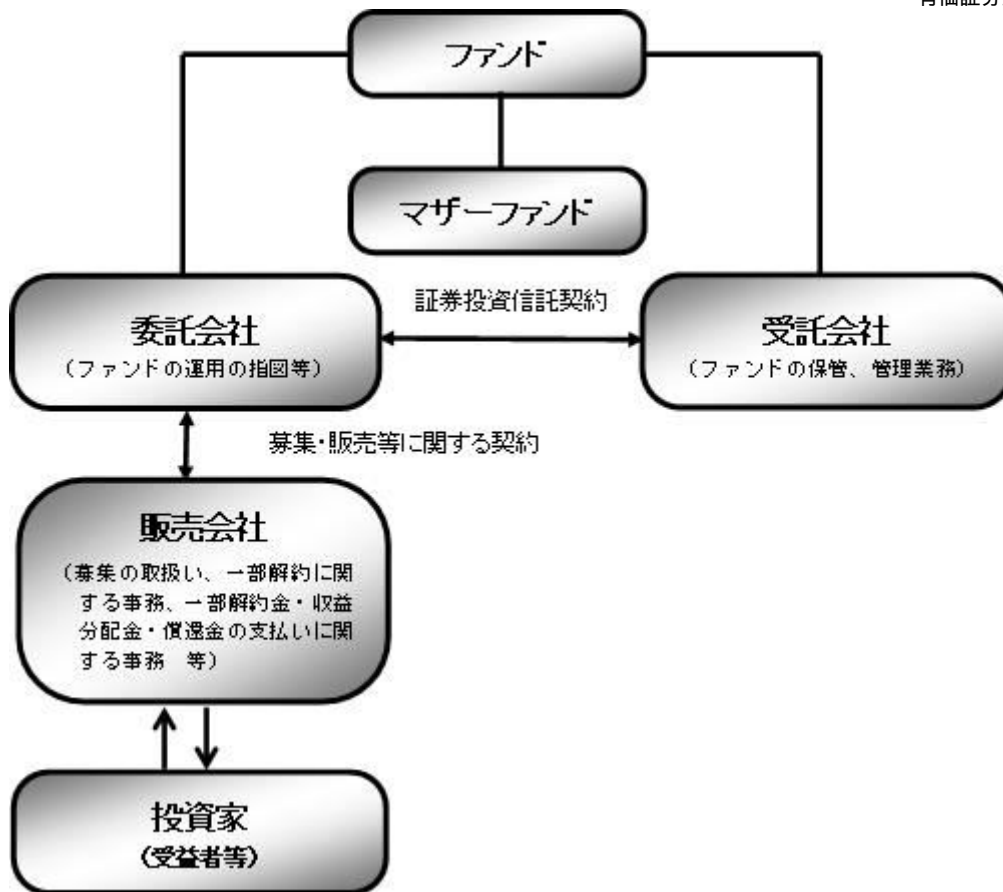 ファンド
マザーファンド
証券投資信託契約
委託会社
（ファンドの運用の指図等）
受託会社
（ファンドの保管、管理業務）
募集・販売等に関する契約
販売会社
（募集の取扱い、一部解約に関
する事務、一部解約金・収益
分配金・償還金の支払いに関
する事務　等）
投資家
（受益者等）